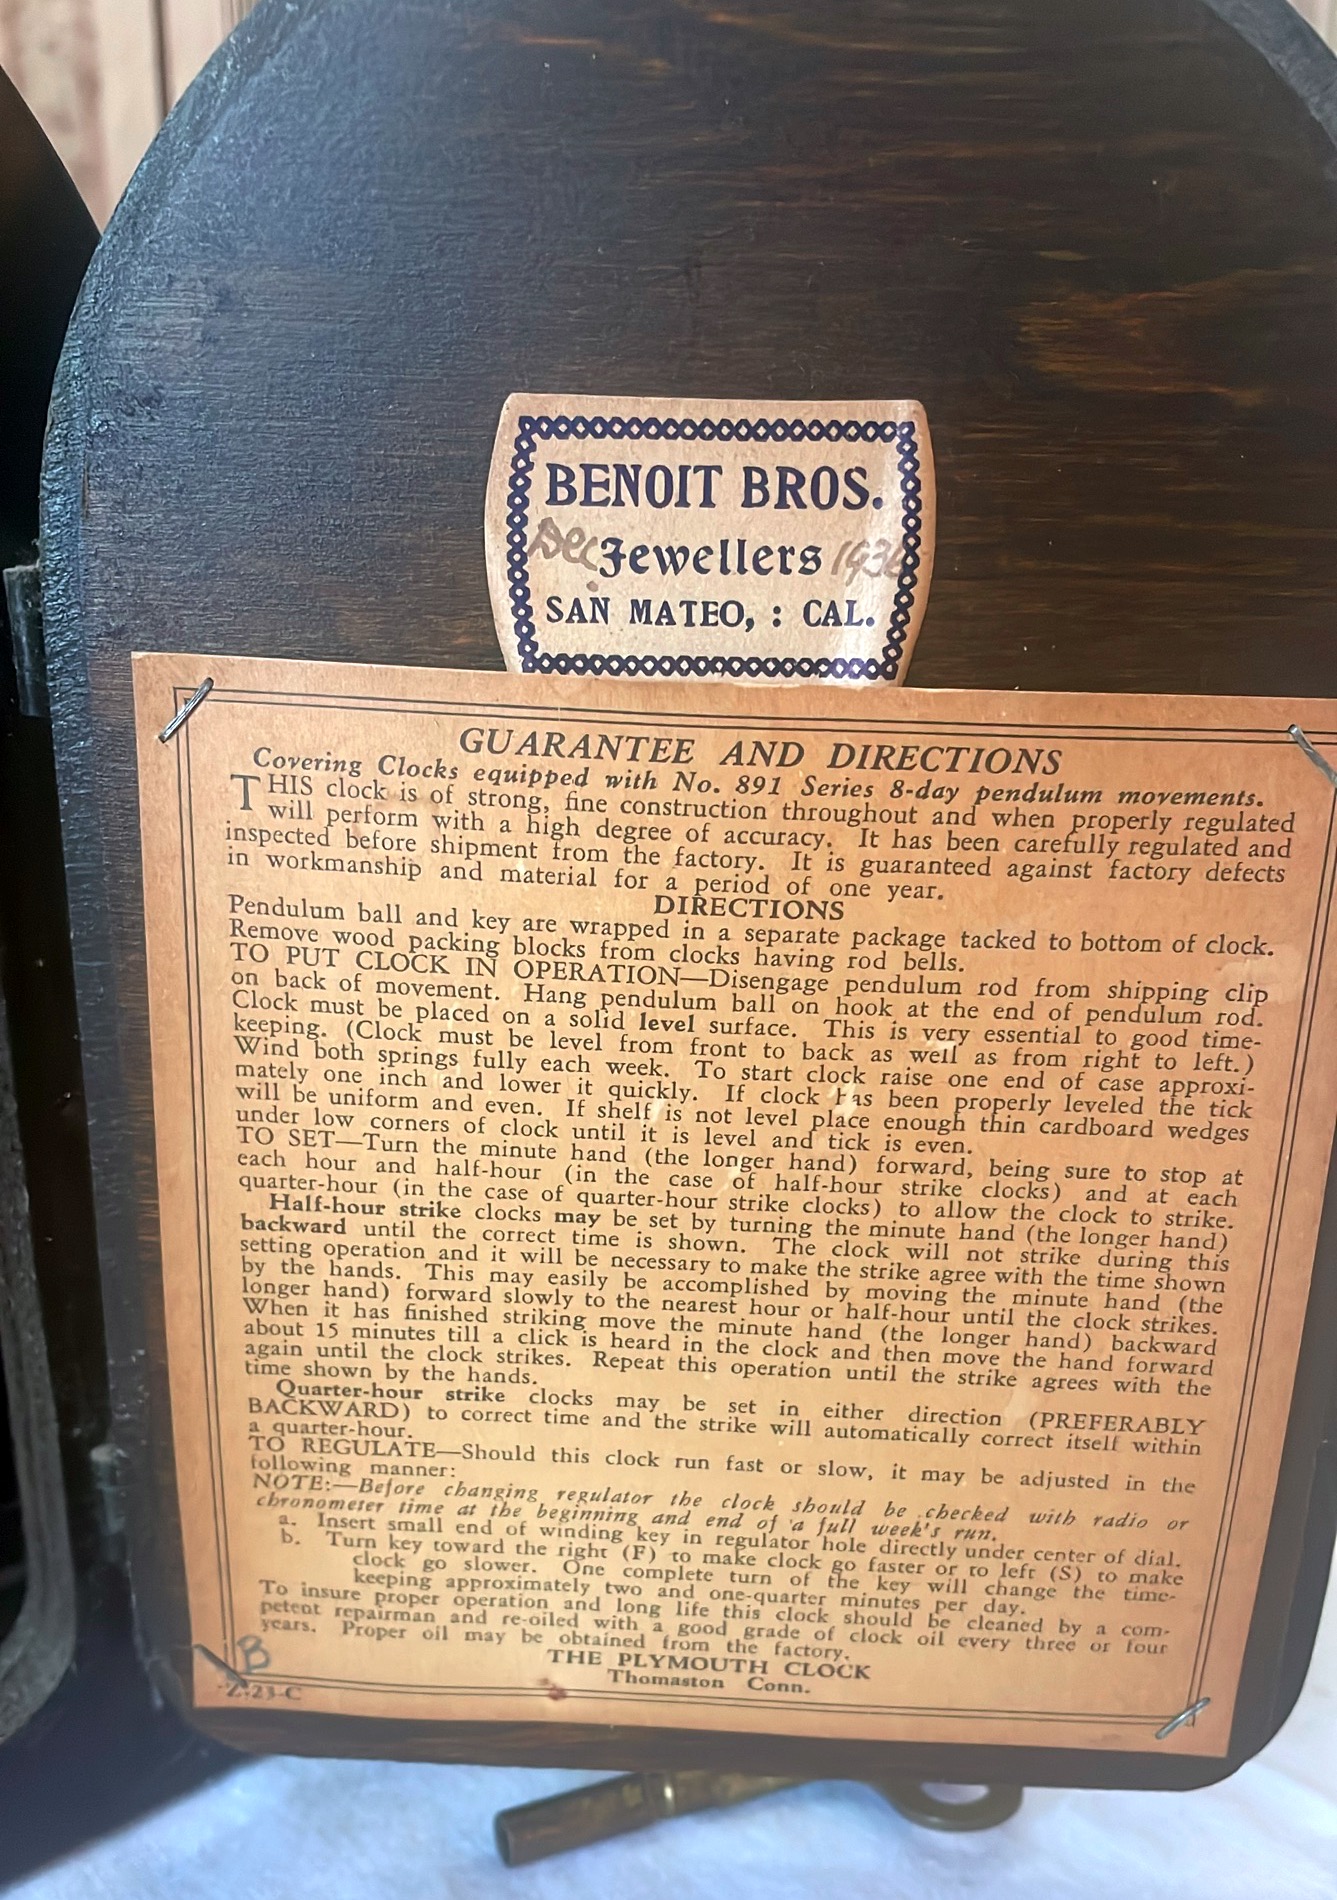 BENOIT BROS.
Dec. Jewellers
SAN MATEO, : CAL.
GUARANTEE AND DIRECTIONS
Covering Clocks equipped with No. 891 Series 8-day pendulum movements.
THIS clock is of strong, fine construction throughout and when properly regulated
will perform with a high degree of accuracy. It has been carefully regulated and
inspected before shipment from the factory. It is guaranteed against factory defects
in workmanship and material for a period of one year.
DIRECTIONS
Pendulum ball and key are wrapped in a separate package tacked to bottom of clock.
Remove wood packing blocks from clocks having rod bells.
TO PUT CLOCK IN OPERATION—Disengage pendulum rod from shipping clip
on back of movement. Hang pendulum ball on hook at the end of pendulum rod.
Clock must be placed on a solid level surface. This is very essential to good time-
keeping. (Clock must be level from front to back as well as from right to left.)
Wind both springs fully each week. To start clock raise one end of case approxi-
mately one inch and lower it quickly. If clock has been properly leveled the tick
will be uniform and even. If shelf is not level place enough thin cardboard wedges
under low corners of clock until it is level and tick is even.
TO SET—Turn the minute hand (the longer hand) forward, being sure to stop at
each hour and half-hour (in the case of half-hour strike clocks) and at each
quarter-hour (in the case of quarter-hour strike clocks) to allow the clock to strike.
Half-hour strike clocks may be set by turning the minute hand (the longer hand)
backward until the correct time is shown. The clock will not strike during this
setting operation and it will be necessary to make the strike agree with the time shown
by the hands. This may easily be accomplished by moving the minute hand (the
longer hand) forward slowly to the nearest hour or half-hour until the clock strikes.
When it has finished striking move the minute hand (the longer hand) backward
about 15 minutes till a click is heard in the clock and then move the hand forward
again until the clock strikes. Repeat this operation until the strike agrees with the
time shown by the hands.
Quarter-hour strike clocks may be set in either direction (PREFERABLY
BACKWARD) to correct time and the strike will automatically correct itself within
a quarter-hour.
TO REGULATE—Should this clock run fast or slow, it may be adjusted in the
following manner:
NOTE:—Before changing regulator the clock should be checked with radio or
chronometer time at the beginning and end of a full week's run.
a. Insert small end of winding key in regulator hole directly under center of dial.
b. Turn key toward the right (F) to make clock go faster or to left (S) to make
clock go slower. One complete turn of the key will change the time-
keeping approximately two and one-quarter minutes per day.
To insure proper operation and long life this clock should be cleaned by a com-
petent repairman and re-oiled with a good grade of clock oil every three or four
years. Proper oil may be obtained from the factory.
THE PLYMOUTH CLOCK
Thomaston Conn.
B
Z-23-C